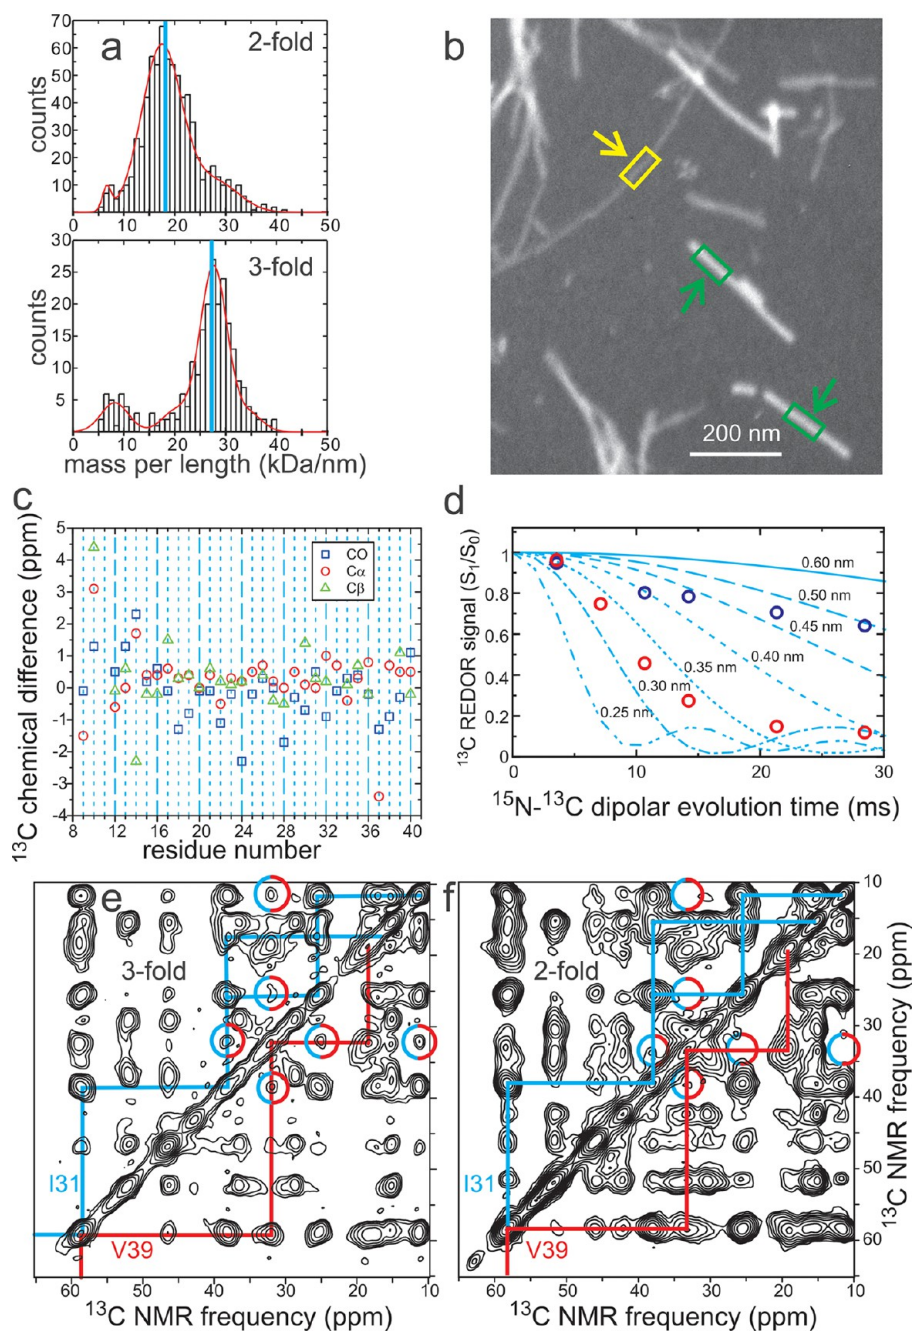 a
2-fold
counts
70
60
50
40
30
20
10
0
0 10 20 30 40 50
3-fold
counts
30
25
20
15
10
5
0 10 20 30 40 50
mass per length (kDa/nm)
b
200 nm
c
13C chemical difference (ppm)
5
4
3
2
1
0
-1
-2
-3
-4
CO
Cα
Cβ
8 12 16 20 24 28 32 36 40
residue number
d
13C REDOR signal (S1/S0)
1
0.8
0.6
0.4
0.2
0
0.60 nm
0.50 nm
0.45 nm
0.40 nm
0.35 nm
0.30 nm
0.25 nm
0 10 20 30
15N-13C dipolar evolution time (ms)
e
3-fold
I31
V39
60 50 40 30 20 10
13C NMR frequency (ppm)
f
2-fold
I31
V39
10
20
30
40
50
60
13C NMR frequency (ppm)
60 50 40 30 20 10
13C NMR frequency (ppm)